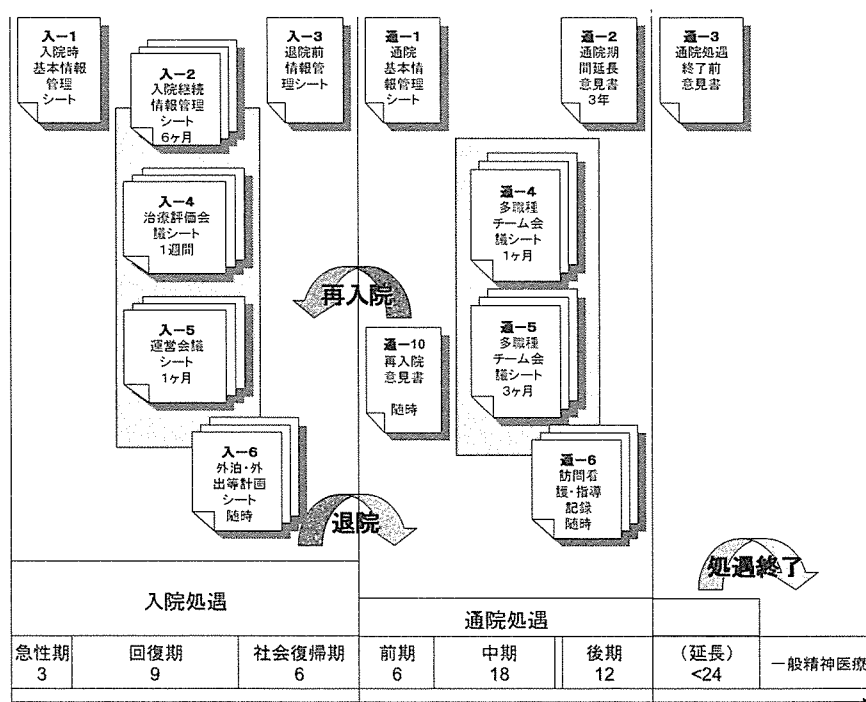 入−1
入院時
基本情報
管理
シート
入−2
入院継続
情報管理
シート
6ヶ月
入−3
退院前
情報管
理シート
通−1
通院
基本情
報管理
シート
通−2
通院期
間延長
意見書
3年
通−3
通院処遇
終了前
意見書
入−4
治療評価会
議シート
1週間
通−4
多職種
チーム会
議シート
1ヶ月
再入院
入−5
運営会議
シート
1ヶ月
通−10
再入院
意見書
随時
通−5
多職種
チーム会
議シート
3ヶ月
入−6
外泊・外
出等計画
シート
随時
通−6
訪問看
護・指導
記録
随時
退院
処遇終了
入院処遇
通院処遇
急性期
3
回復期
9
社会復帰期
6
前期
6
中期
18
後期
12
(延長)
<24
一般精神医療